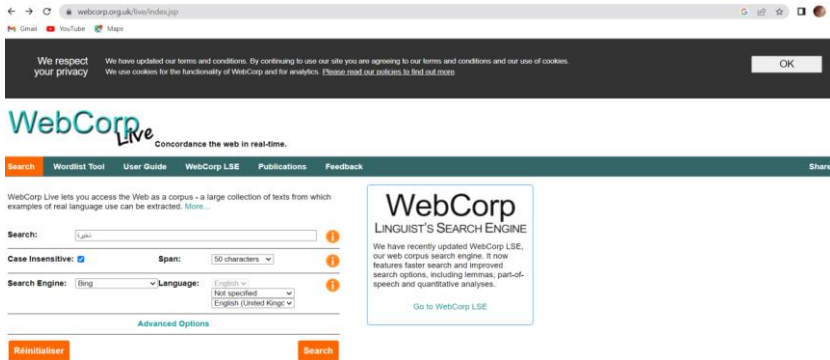 webcorp.org.uk/live/index.jsp
Gmail YouTube Maps
We respect your privacy
We have updated our terms and conditions. By continuing to use our site you are agreeing to our terms and conditions and our use of cookies.
We use cookies for the functionality of WebCorp and for analytics. Please read our policies to find out more.
OK
WebCorp
Live
Concordance the web in real-time.
Search Wordlist Tool User Guide WebCorp LSE Publications Feedback Share
WebCorp Live lets you access the Web as a corpus - a large collection of texts from which
examples of real language use can be extracted. More...
Search:
Case Insensitive: Span: 50 characters
Search Engine: Bing Language: English
Not specified
English (United Kingc
Advanced Options
Réinitialiser Search
WebCorp
LINGUIST'S SEARCH ENGINE
We have recently updated WebCorp LSE,
our web corpus search engine. It now
features faster search and improved
search options, including lemmas, part-of-
speech and quantitative analyses.
Go to WebCorp LSE